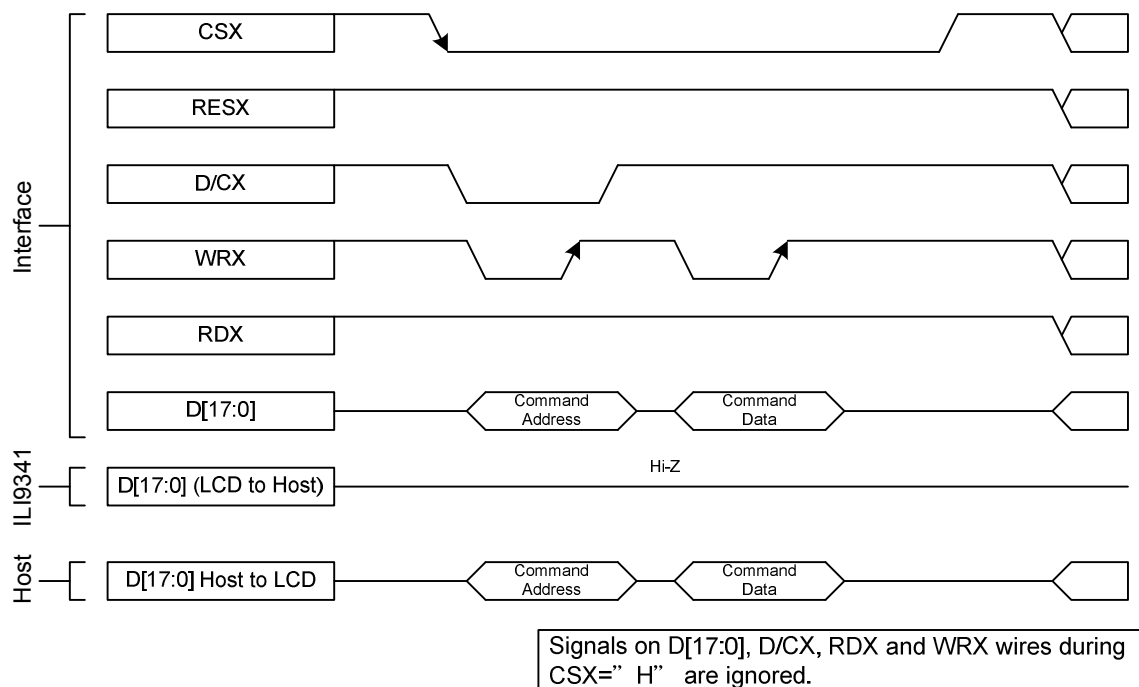 CSX
RESX
D/CX
WRX
RDX
D[17:0]
Command
Address
Command
Data
Interface
Hi-Z
D[17:0] (LCD to Host)
ILI9341
D[17:0] Host to LCD
Command
Address
Command
Data
Host
Signals on D[17:0], D/CX, RDX and WRX wires during
CSX=” H” are ignored.